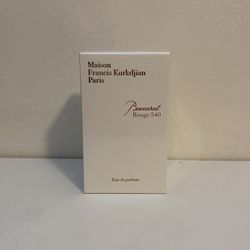 Maison
Francis Kurkdjian
Paris
Baccarat
Rouge 540
Eau de parfum